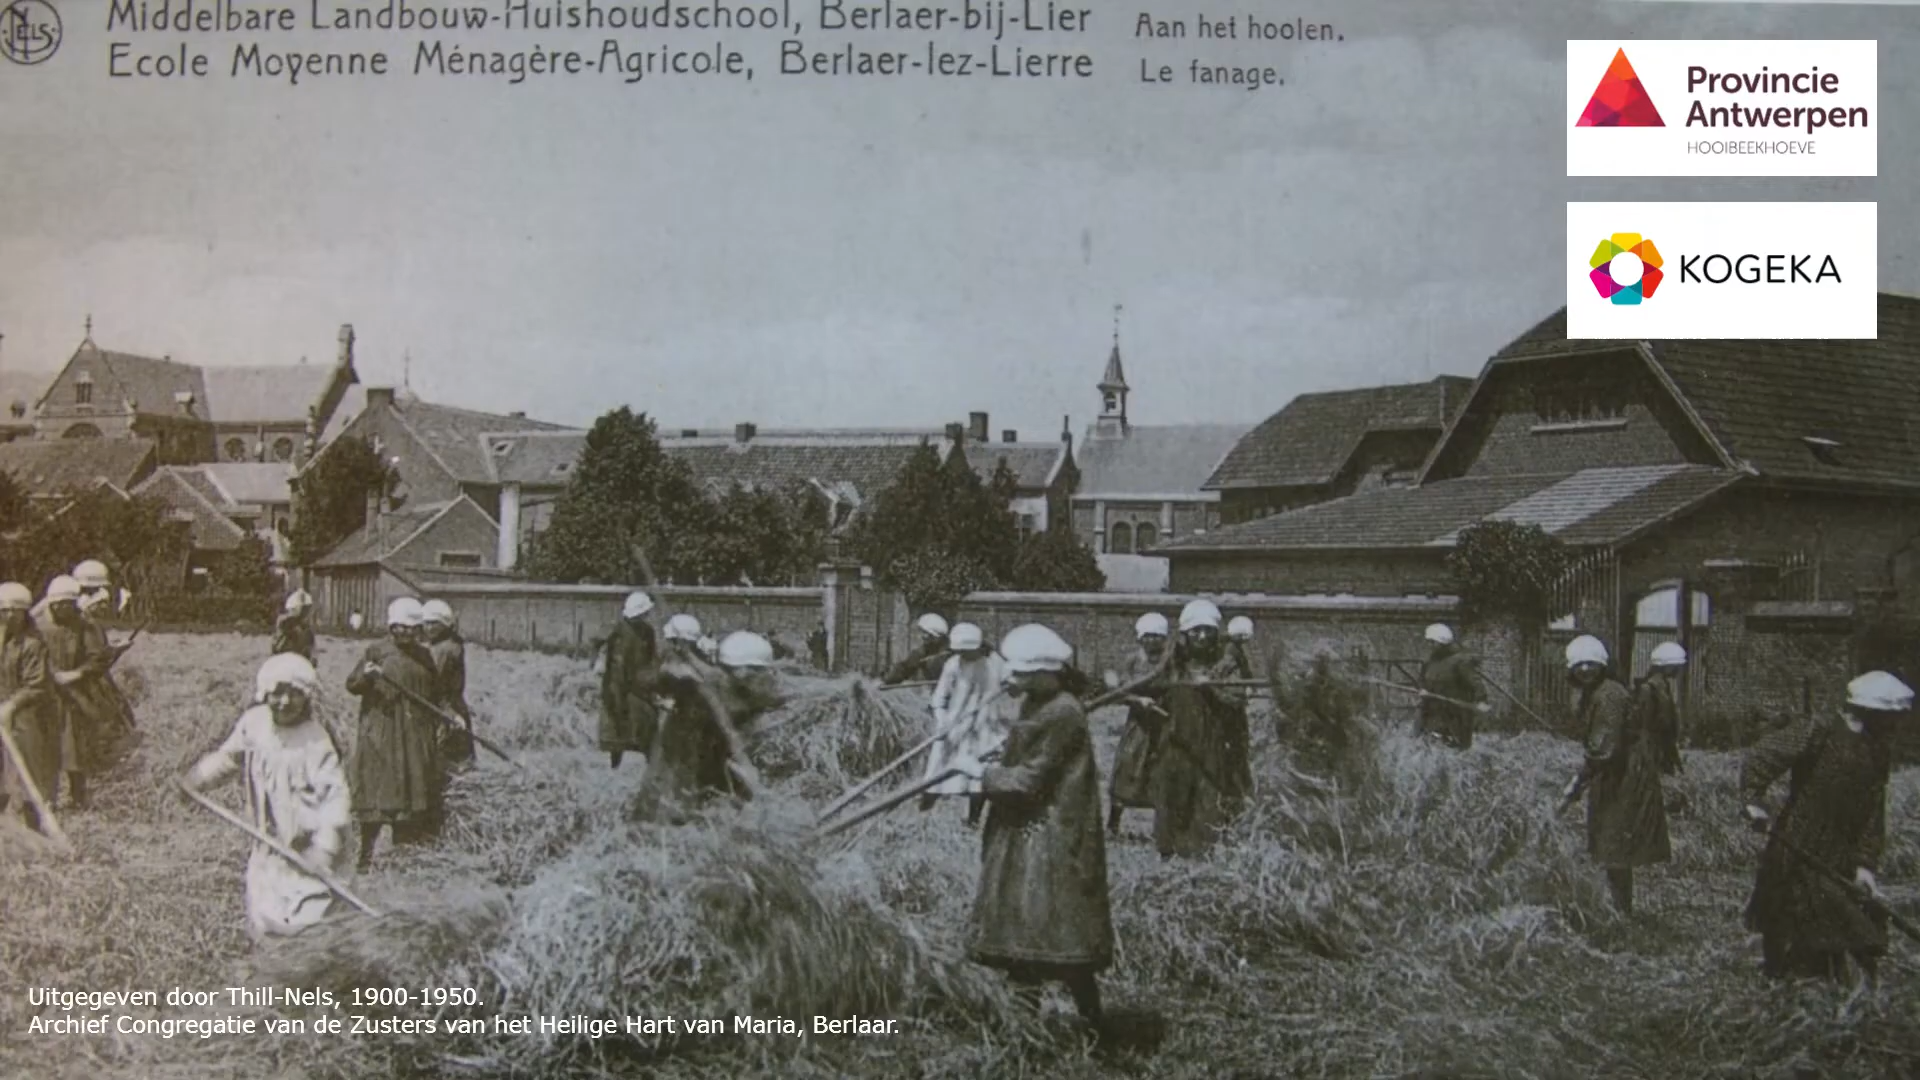 NELS
Middelbare Landbouw-Huishoudschool, Berlaer-bij-Lier
Aan het hooien.
Ecole Moyenne Ménagère-Agricole, Berlaer-lez-Lierre
Le fanage.
Provincie
Antwerpen
HOOIBEEKHOEVE
KOGEKA
Uitgegeven door Thill-Nels, 1900-1950.
Archief Congregatie van de Zusters van het Heilige Hart van Maria, Berlaar.